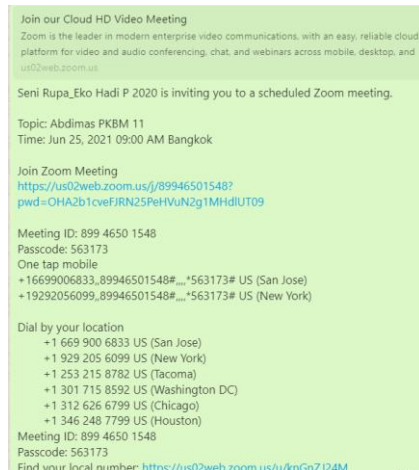 Join our Cloud HD Video Meeting
Zoom is the leader in modern enterprise video communications, with an easy, reliable cloud
platform for video and audio conferencing, chat, and webinars across mobile, desktop, and
us02web.zoom.us
Seni Rupa_Eko Hadi P 2020 is inviting you to a scheduled Zoom meeting.
Topic: Abdimas PKBM 11
Time: Jun 25, 2021 09:00 AM Bangkok
Join Zoom Meeting
https://us02web.zoom.us/j/89946501548?
pwd=OHA2b1cveFJRN25PeHVuN2g1MHdlUT09
Meeting ID: 899 4650 1548
Passcode: 563173
One tap mobile
+16699006833,,89946501548#,,,,*563173# US (San Jose)
+19292056099,,89946501548#,,,,*563173# US (New York)
Dial by your location
+1 669 900 6833 US (San Jose)
+1 929 205 6099 US (New York)
+1 253 215 8782 US (Tacoma)
+1 301 715 8592 US (Washington DC)
+1 312 626 6799 US (Chicago)
+1 346 248 7799 US (Houston)
Meeting ID: 899 4650 1548
Passcode: 563173
Find your local number: https://us02web.zoom.us/u/kpGnZJ24M